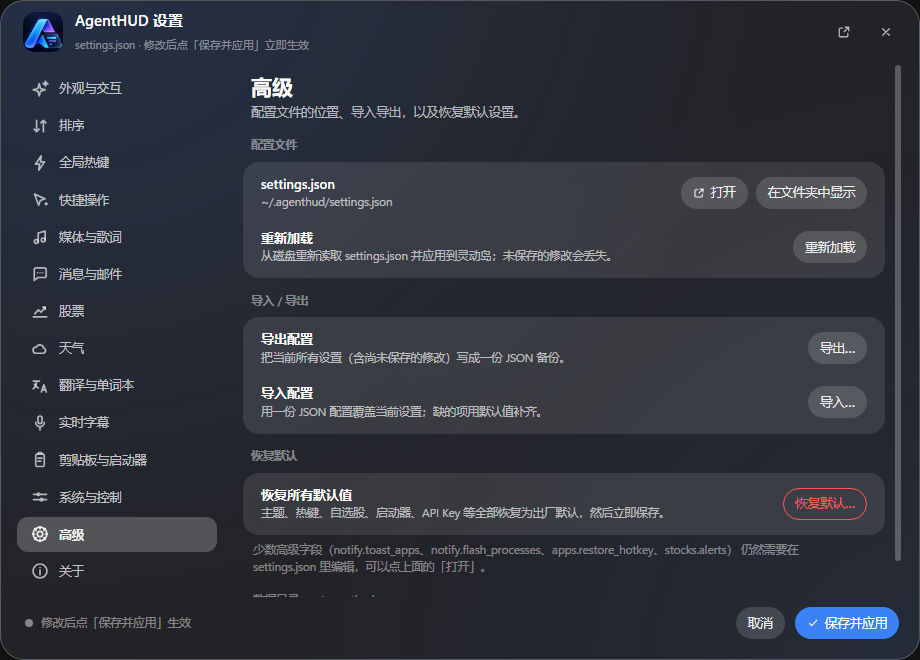 AgentHUD 设置
settings.json · 修改后点「保存并应用」立即生效
外观与交互
排序
全局热键
快捷操作
媒体与歌词
消息与邮件
股票
天气
翻译与单词本
实时字幕
剪贴板与启动器
系统与控制
高级
关于
高级
配置文件的位置、导入导出，以及恢复默认设置。
配置文件
settings.json
~/.agenthud/settings.json
打开
在文件夹中显示
重新加载
从磁盘重新读取 settings.json 并应用到灵动岛；未保存的修改会丢失。
重新加载
导入 / 导出
导出配置
把当前所有设置（含尚未保存的修改）写成一份 JSON 备份。
导出...
导入配置
用一份 JSON 配置覆盖当前设置；缺的项用默认值补齐。
导入...
恢复默认
恢复所有默认值
主题、热键、自选股、启动器、API Key 等全部恢复为出厂默认，然后立即保存。
恢复默认...
少数高级字段（notify.toast_apps、notify.flash_processes、apps.restore_hotkey、stocks.alerts） 仍然需要在
settings.json 里编辑，可以点上面的「打开」。
修改后点「保存并应用」生效
取消
保存并应用